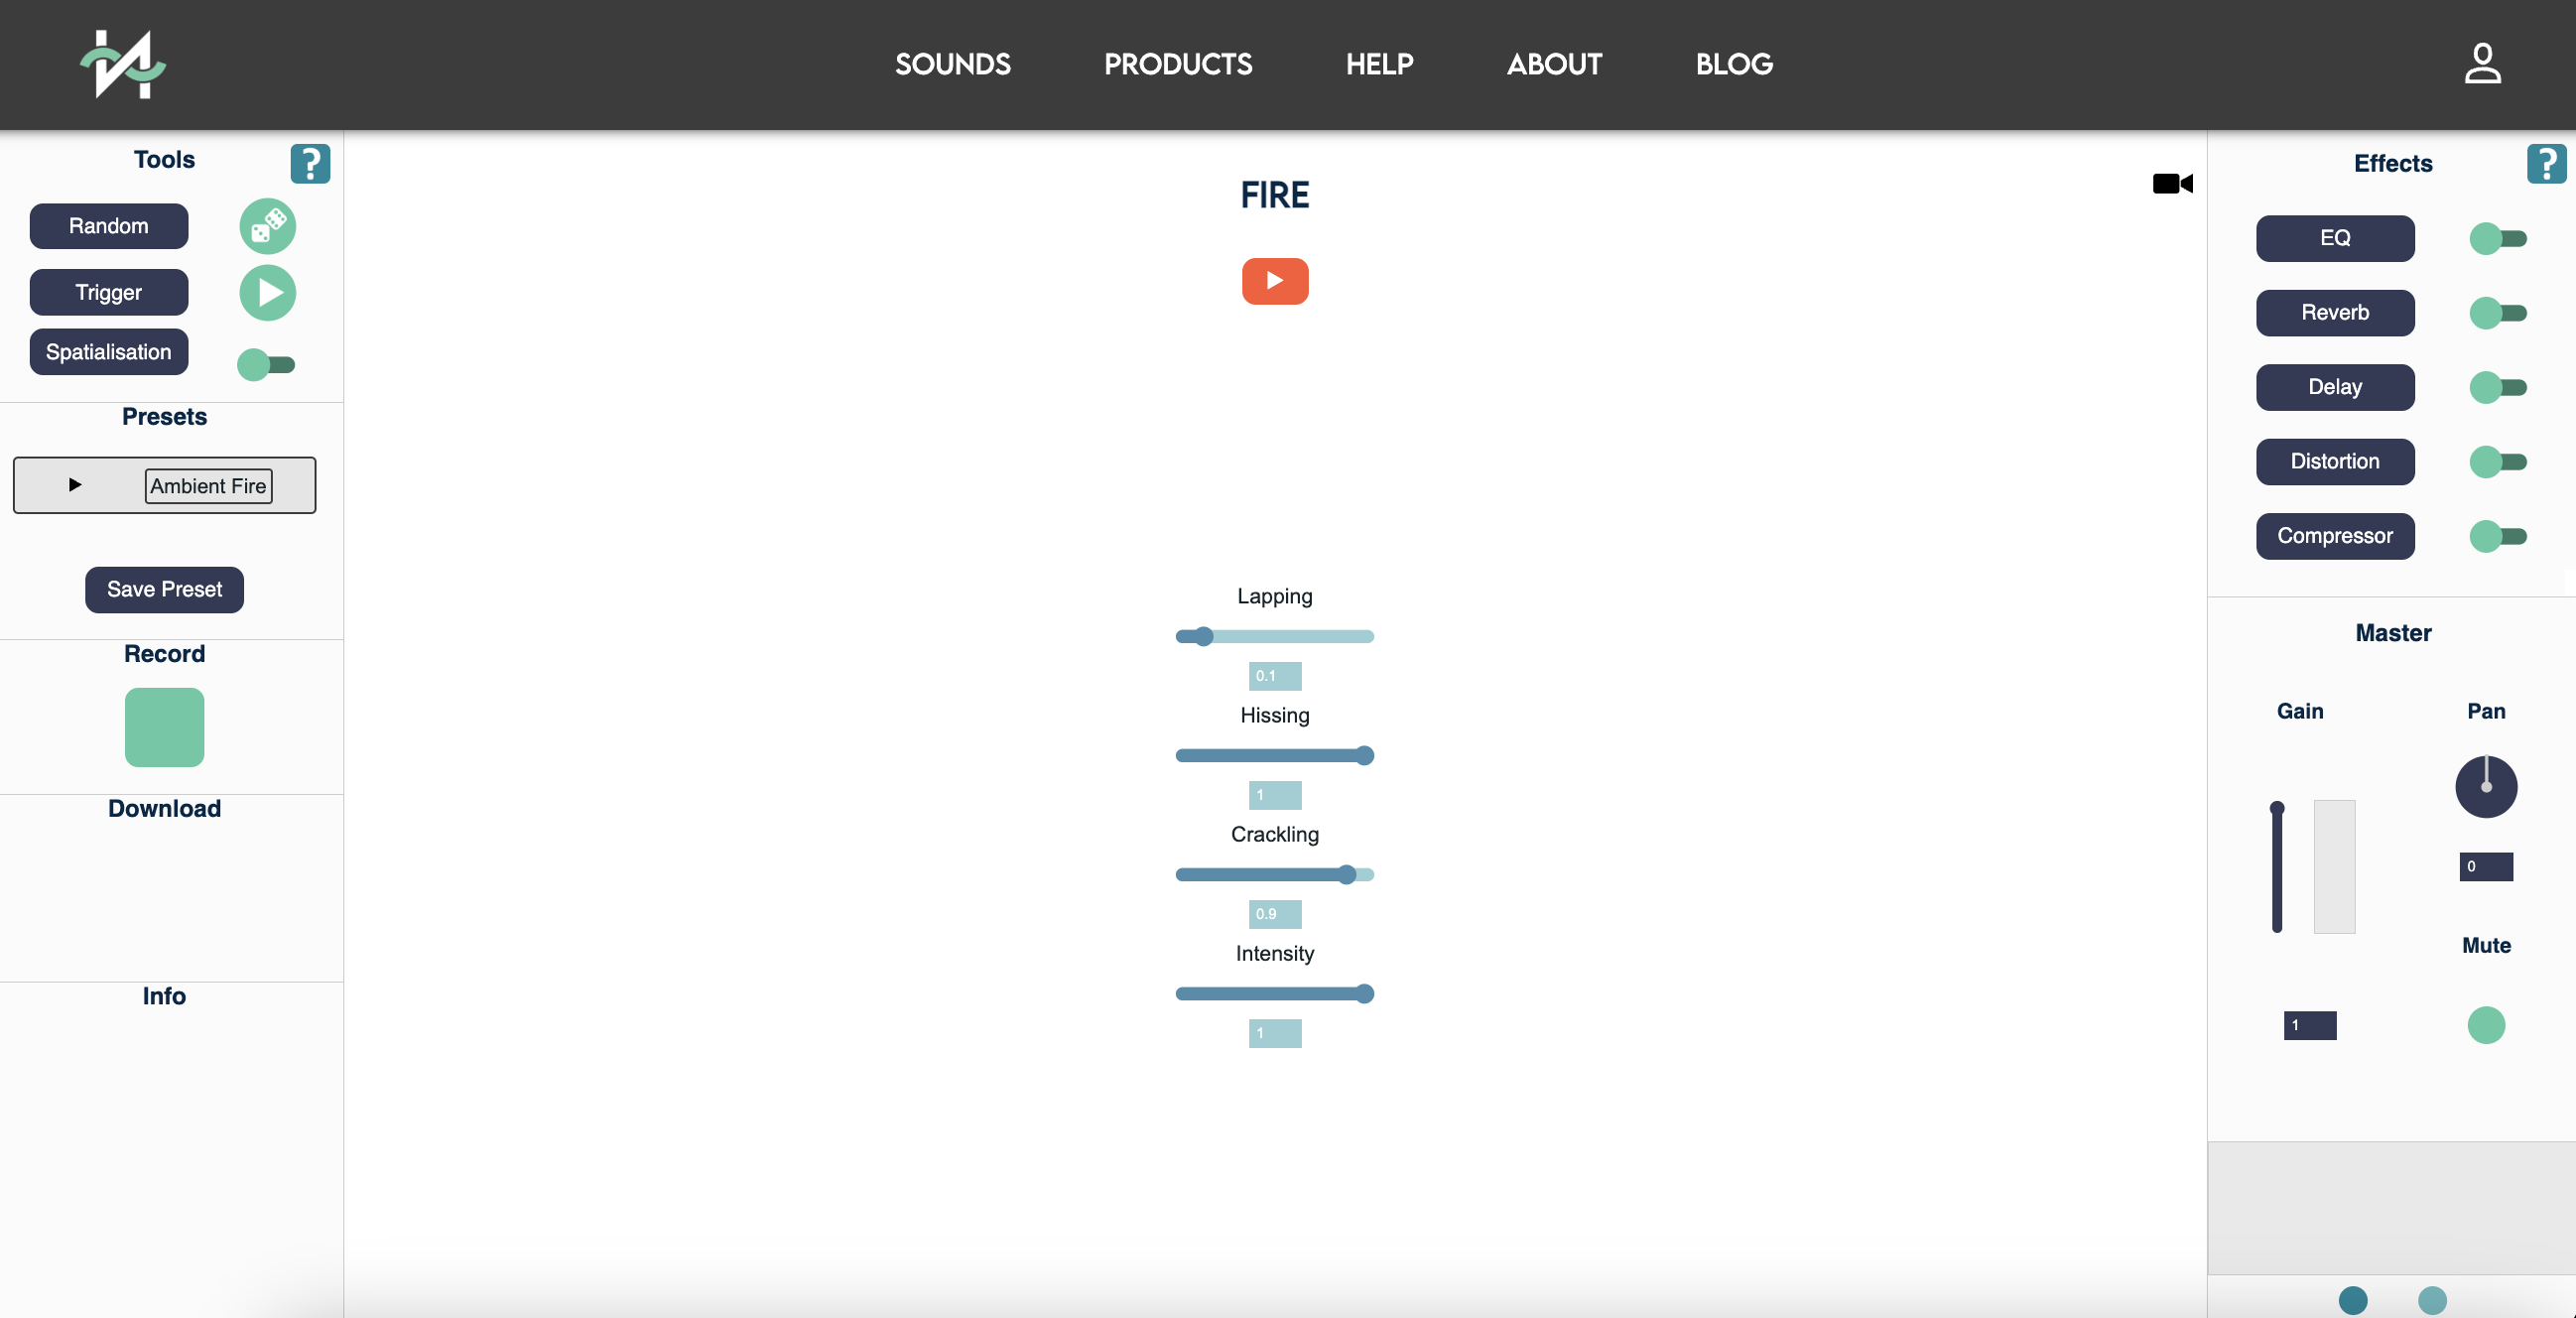 SOUNDS PRODUCTS HELP ABOUT BLOG
Tools
?
Random
Trigger
Spatialisation
Presets
Ambient Fire
Save Preset
Record
Download
Info
FIRE
Lapping
0.1
Hissing
1
Crackling
0.9
Intensity
1
Effects
?
EQ
Reverb
Delay
Distortion
Compressor
Master
Gain
Pan
0
Mute
1